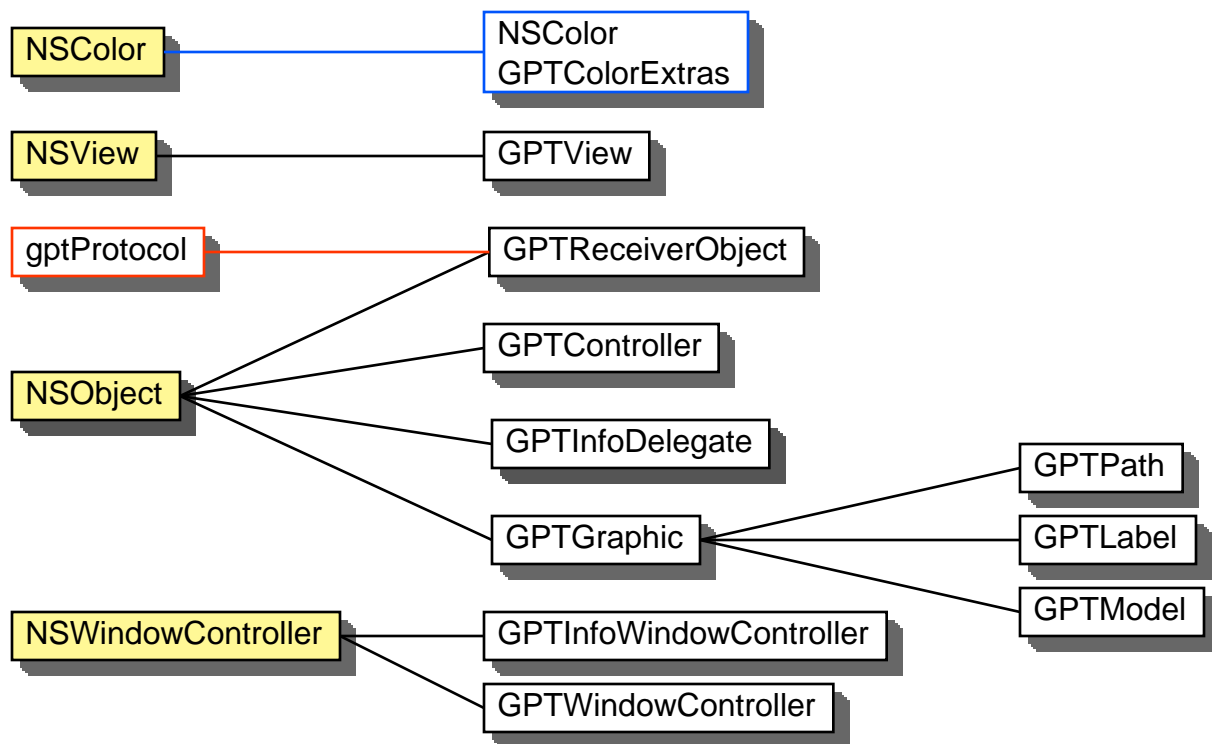 NSColor
NSColor
GPTColorExtras
NSView
GPTView
gptProtocol
GPTReceiverObject
GPTController
NSObject
GPTInfoDelegate
GPTPath
GPTGraphic
GPTLabel
GPTModel
NSWindowController
GPTInfoWindowController
GPTWindowController